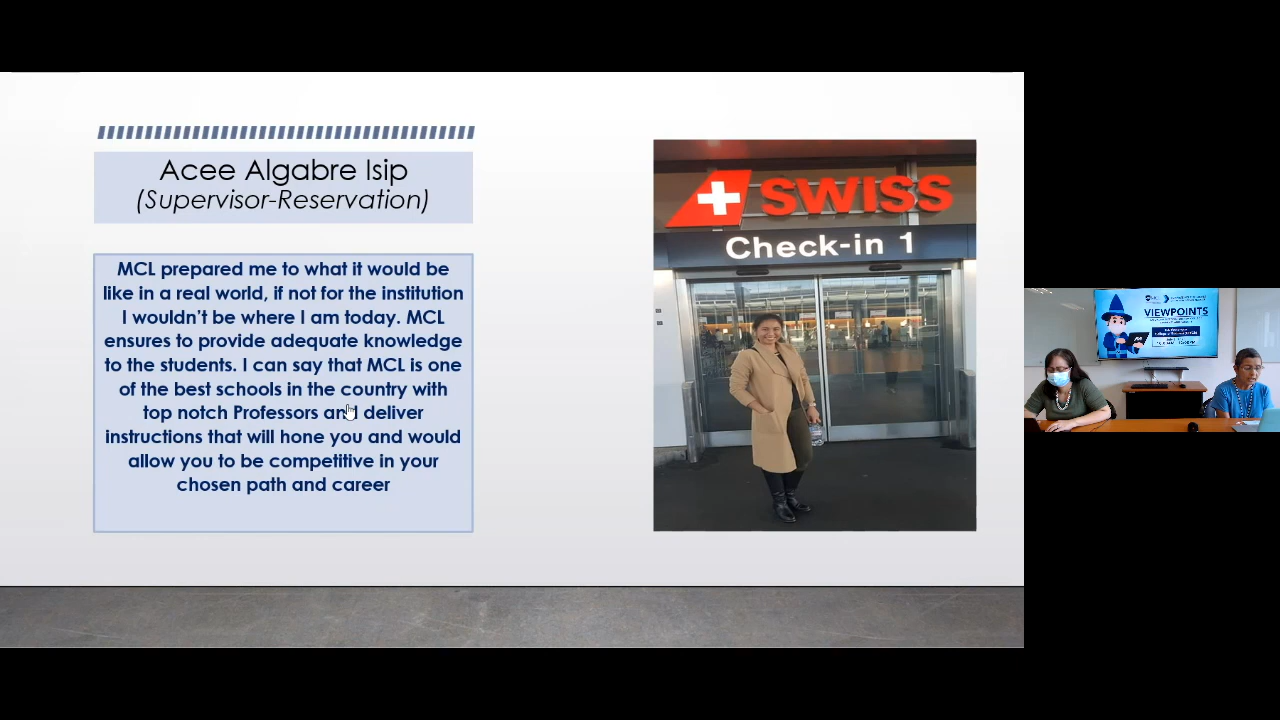 Acee Algabre Isip
(Supervisor-Reservation)
MCL prepared me to what it would be
like in a real world, if not for the institution
I wouldn't be where I am today. MCL
ensures to provide adequate knowledge
to the students. I can say that MCL is one
of the best schools in the country with
top notch Professors and deliver
instructions that will hone you and would
allow you to be competitive in your
chosen path and career
SWISS
Check-in 1
VIEWPOINTS